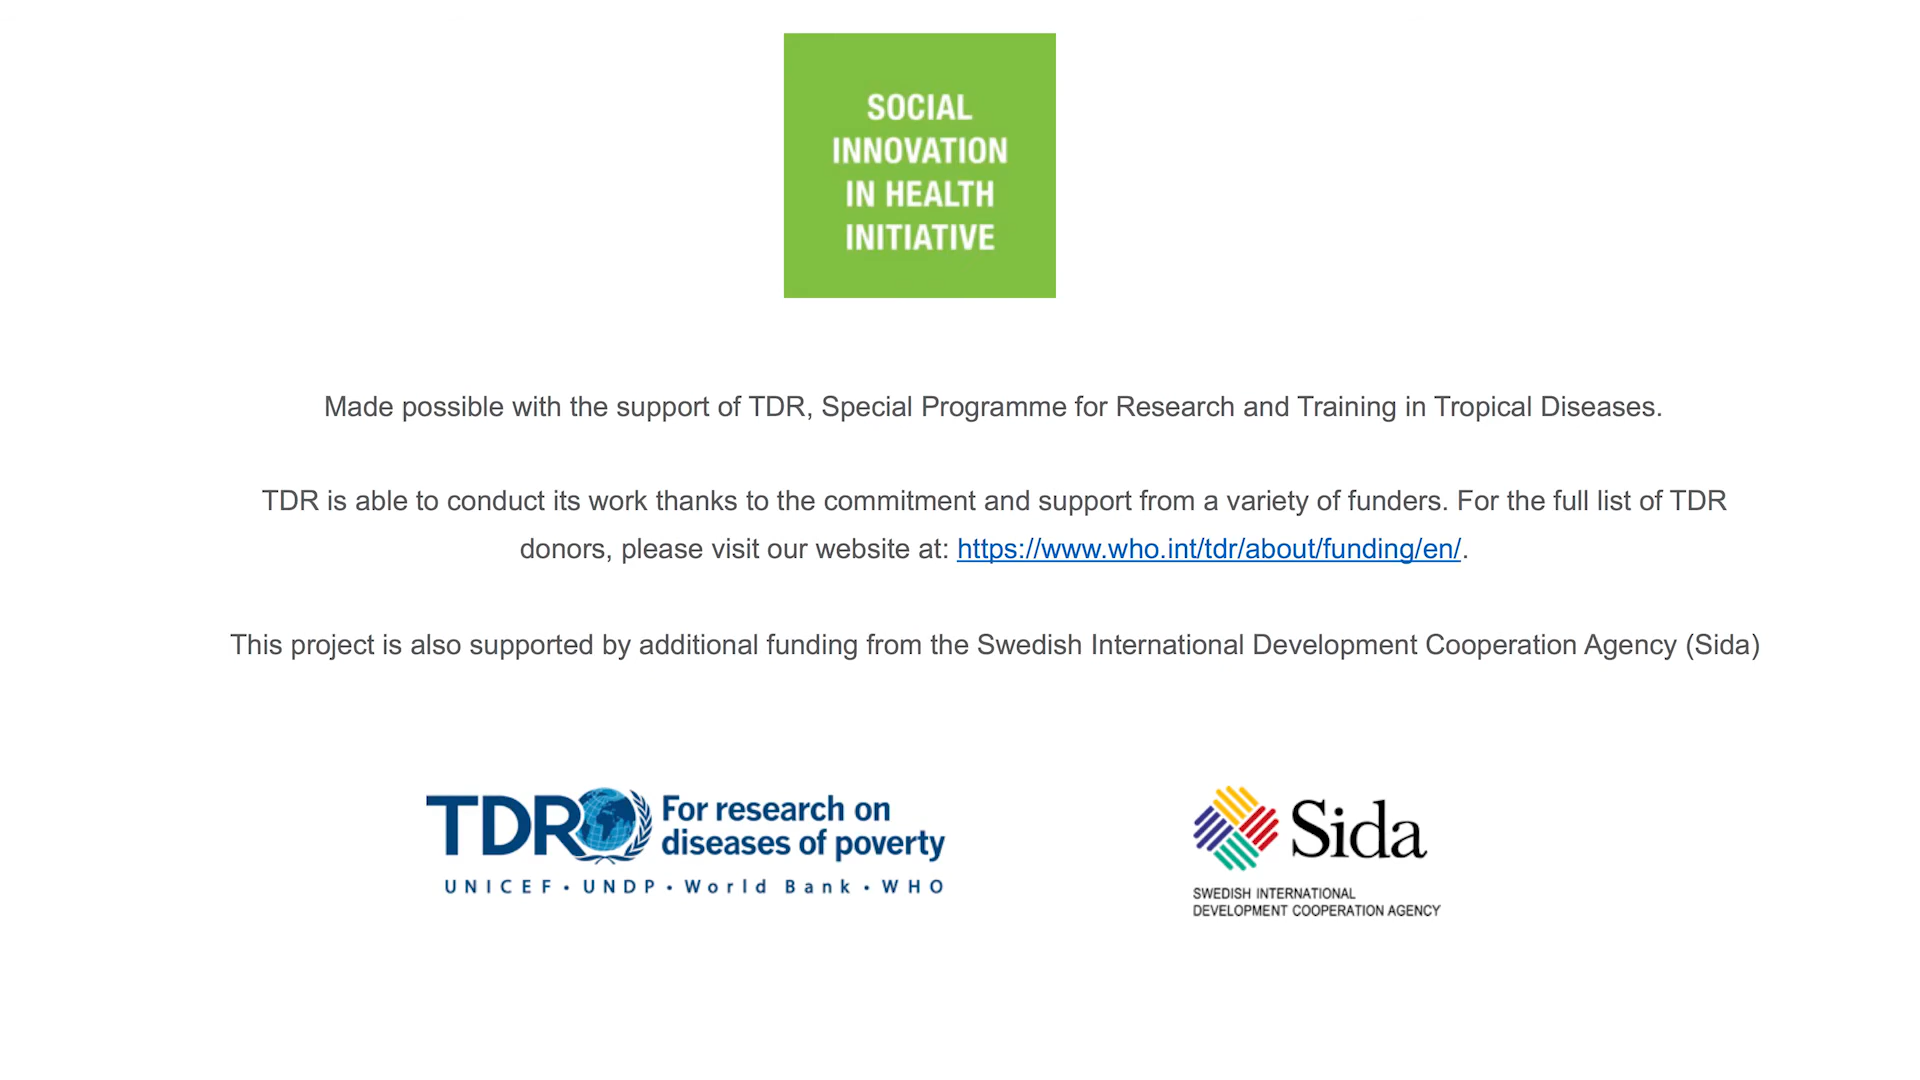 SOCIAL
INNOVATION
IN HEALTH
INITIATIVE
Made possible with the support of TDR, Special Programme for Research and Training in Tropical Diseases.
TDR is able to conduct its work thanks to the commitment and support from a variety of funders. For the full list of TDR
donors, please visit our website at: https://www.who.int/tdr/about/funding/en/.
This project is also supported by additional funding from the Swedish International Development Cooperation Agency (Sida)
TDR For research on
diseases of poverty
UNICEF • UNDP • World Bank • WHO
Sida
SWEDISH INTERNATIONAL
DEVELOPMENT COOPERATION AGENCY